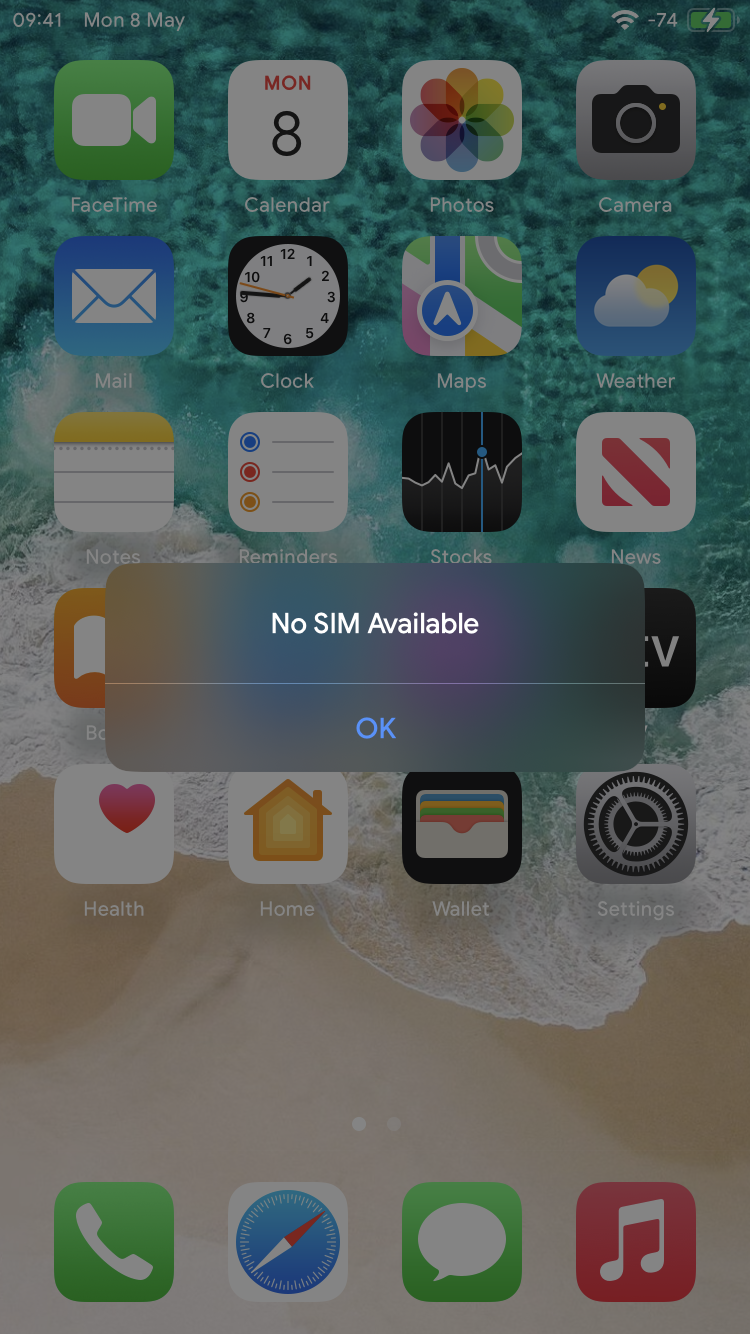 09:41 Mon 8 May -74
MON
8
FaceTime Calendar Photos Camera
12
11 1
10 2
9 3
8 4
7 5
6
Mail Clock Maps Weather
Notes Reminders Stocks News
No SIM Available
OK
Health Home Wallet Settings